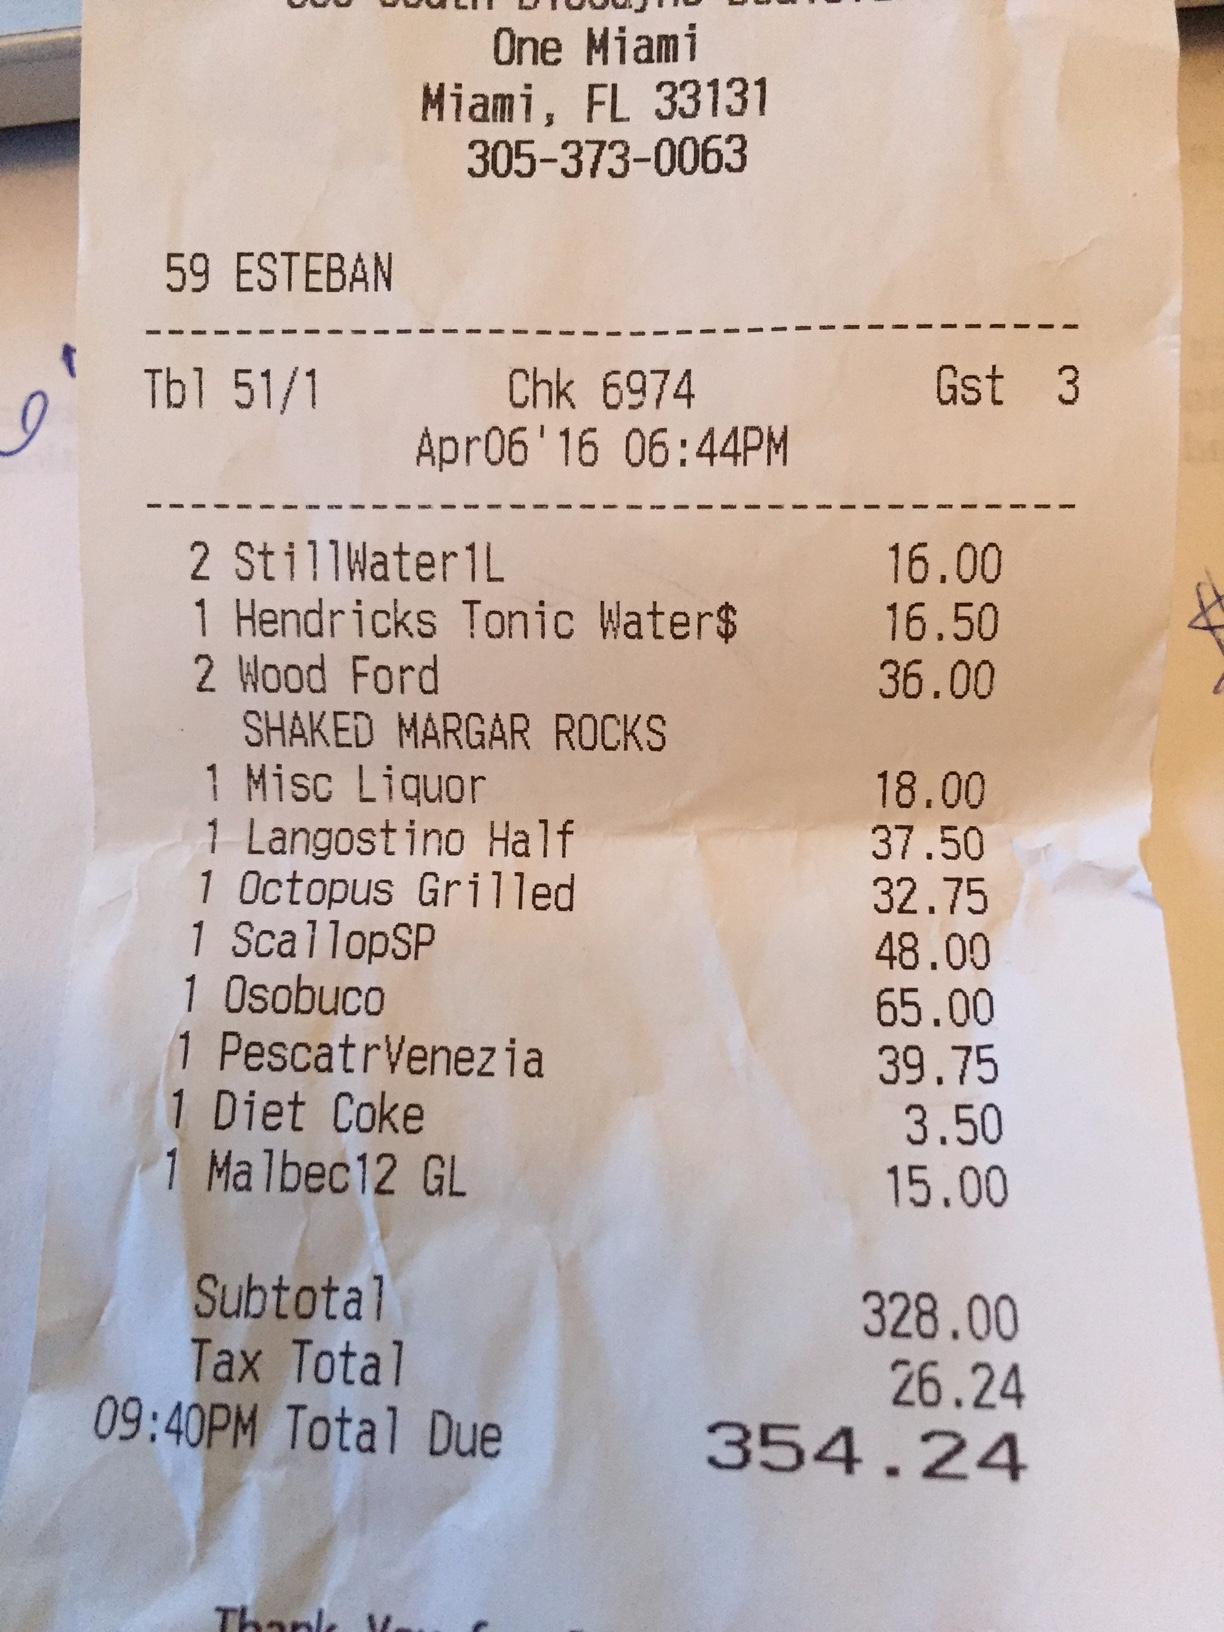 One Miami
Miami, FL 33131
305-373-0063
59 ESTEBAN
----------------------------------------
Tbl 51/1 Chk 6974 Gst 3
Apr06'16 06:44PM
----------------------------------------
2 StillWater1L 16.00
1 Hendricks Tonic Water$ 16.50
2 Wood Ford 36.00
SHAKED MARGAR ROCKS
1 Misc Liquor 18.00
1 Langostino Half 37.50
1 Octopus Grilled 32.75
1 ScallopSP 48.00
1 Osobuco 65.00
1 PescatrVenezia 39.75
1 Diet Coke 3.50
1 Malbec12 GL 15.00
Subtotal 328.00
Tax Total 26.24
09:40PM Total Due 354.24
Thank You